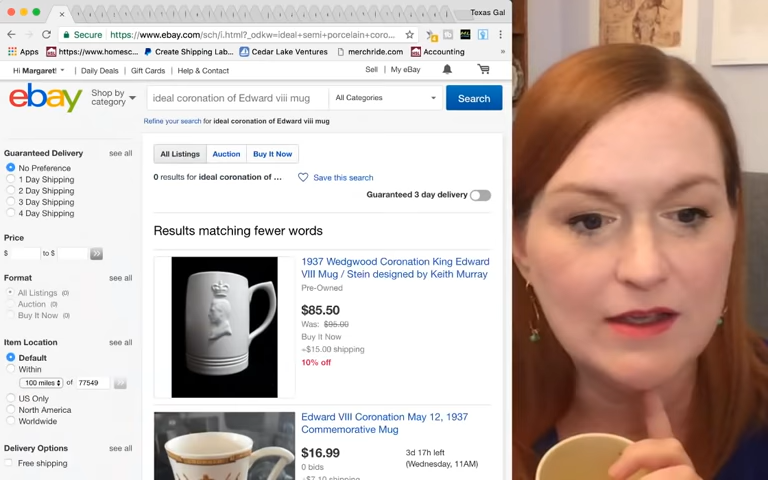 Texas Gal
Secure
https://www.ebay.com/sch/i.html?_odkw=ideal+semi+porcelain+coro...
Apps
https://www.homesc...
Create Shipping Lab...
Cedar Lake Ventures
merchride.com
Accounting
Hi Margaret!
Daily Deals
Gift Cards
Help & Contact
Sell
My eBay
ebay
Shop by
category
ideal coronation of Edward viii mug
All Categories
Search
Refine your search for ideal coronation of Edward viii mug
Guaranteed Delivery
see all
No Preference
1 Day Shipping
2 Day Shipping
3 Day Shipping
4 Day Shipping
Price
$
to $
Format
see all
All Listings (0)
Auction (0)
Buy It Now (0)
Item Location
see all
Default
Within
100 miles
of
77549
US Only
North America
Worldwide
Delivery Options
see all
Free shipping
All Listings
Auction
Buy It Now
0 results for ideal coronation of ...
Save this search
Guaranteed 3 day delivery
Results matching fewer words
1937 Wedgwood Coronation King Edward
VIII Mug / Stein designed by Keith Murray
Pre-Owned
$85.50
Was: $95.00
Buy It Now
+$15.00 shipping
10% off
Edward VIII Coronation May 12, 1937
Commemorative Mug
$16.99
3d 17h left
0 bids
(Wednesday, 11AM)
+$7.10 shipping